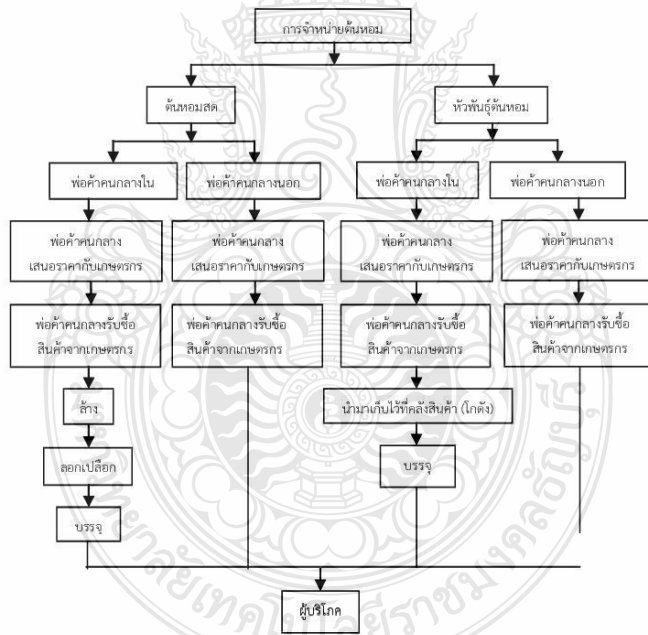 การจำหน่ายต้นหอม
ต้นหอมสด
หัวพันธุ์ต้นหอม
พ่อค้าคนกลางใน
พ่อค้าคนกลางนอก
พ่อค้าคนกลางใน
พ่อค้าคนกลางนอก
พ่อค้าคนกลาง
เสนอราคากับเกษตรกร
พ่อค้าคนกลาง
เสนอราคากับเกษตรกร
พ่อค้าคนกลาง
เสนอราคากับเกษตรกร
พ่อค้าคนกลาง
เสนอราคากับเกษตรกร
พ่อค้าคนกลางรับซื้อ
สินค้าจากเกษตรกร
พ่อค้าคนกลางรับซื้อ
สินค้าจากเกษตรกร
พ่อค้าคนกลางรับซื้อ
สินค้าจากเกษตรกร
พ่อค้าคนกลางรับซื้อ
สินค้าจากเกษตรกร
ล้าง
นำมาเก็บไว้ที่คลังสินค้า (โกดัง)
ลอกเปลือก
บรรจุ
บรรจุ
ผู้บริโภค